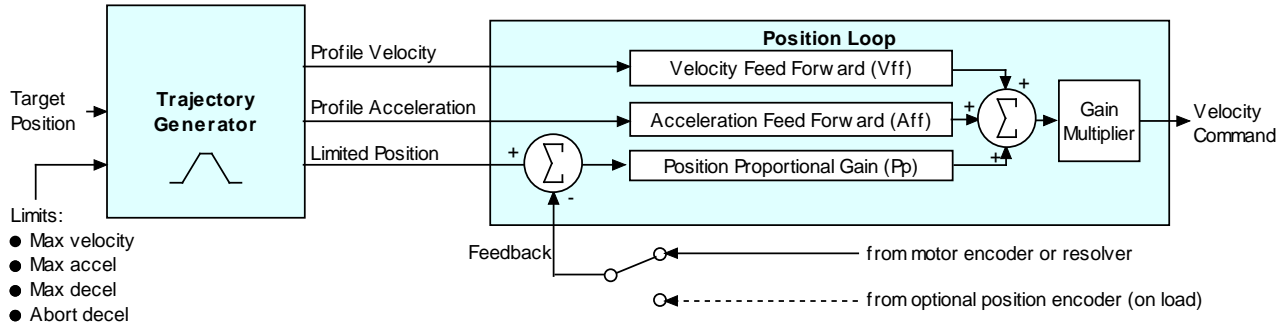 Target
Position
Limits:
● Max velocity
● Max accel
● Max decel
● Abort decel
Trajectory
Generator
Profile Velocity
Profile Acceleration
Limited Position
Position Loop
Velocity Feed Forward (Vff)
Acceleration Feed Forward (Aff)
Position Proportional Gain (Pp)
+
-
∑
+
+
+
∑
Gain
Multiplier
Velocity
Command
Feedback
from motor encoder or resolver
from optional position encoder (on load)